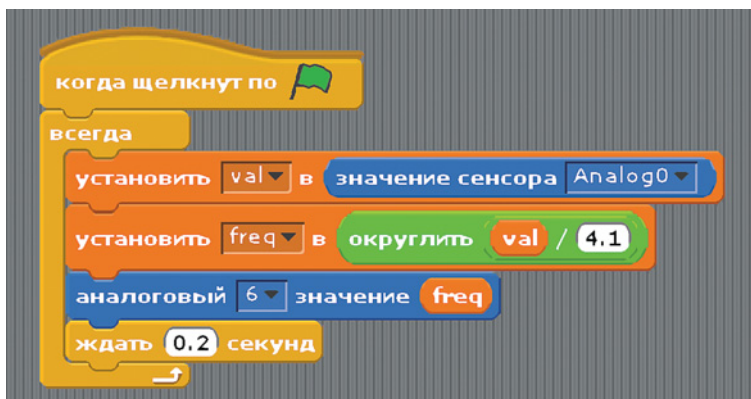 когда щелкнут по
всегда
установить val в значение сенсора Analog0
установить freq в округлить val / 4.1
аналоговый 6 значение freq
ждать 0.2 секунд